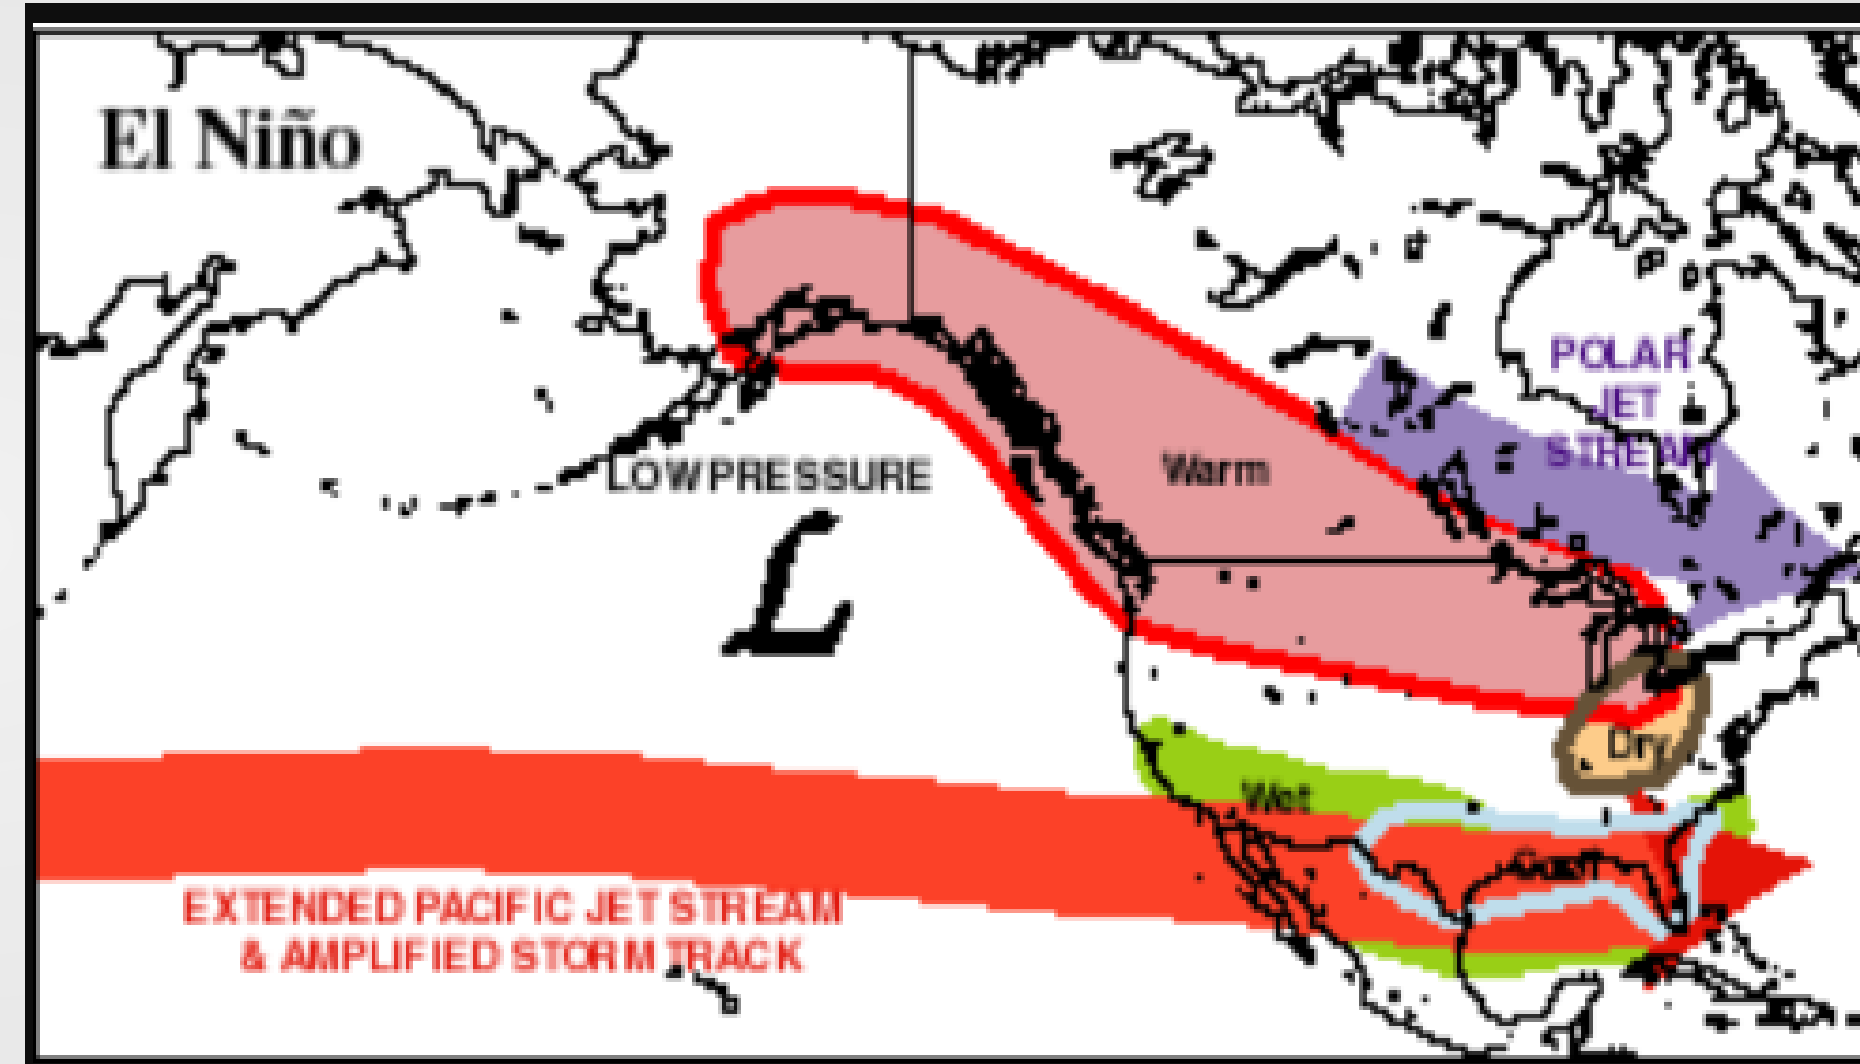 El Niño
POLAR
JET
STREAM
LOW PRESSURE
Warm
L
Dry
Wet
Cool
EXTENDED PACIFIC JET STREAM
& AMPLIFIED STORM TRACK